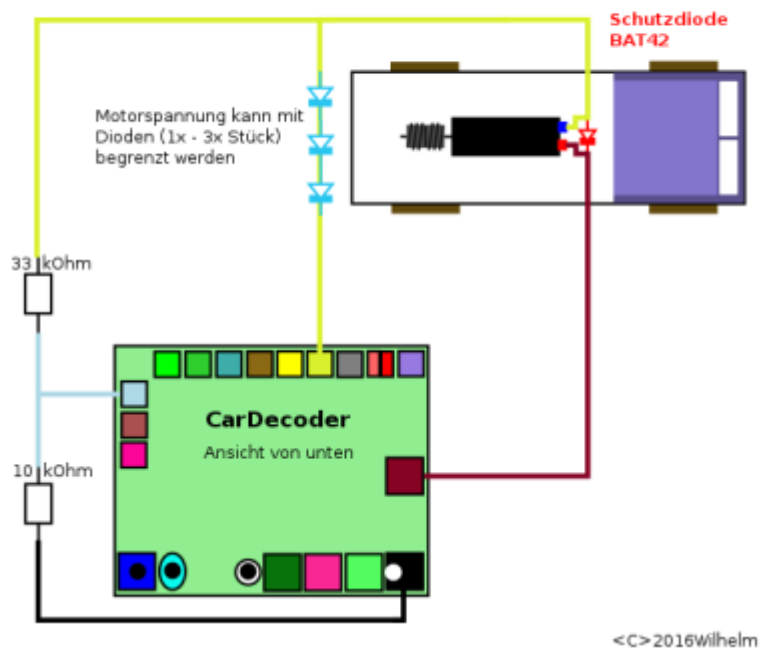 Schutzdiode
BAT42
Motorspannung kann mit
Dioden (1x - 3x Stück)
begrenzt werden
33 kOhm
CarDecoder
Ansicht von unten
10 kOhm
<C>2016Wilhelm